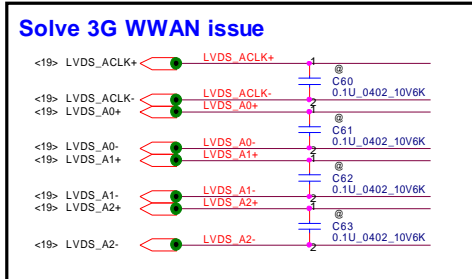 Solve 3G WWAN issue
<19> LVDS_ACLK+ LVDS_ACLK+ 1
@
C60
0.1U_0402_10V6K
<19> LVDS_ACLK- LVDS_ACLK- 2
<19> LVDS_A0+ LVDS_A0+ 1
@
C61
0.1U_0402_10V6K
<19> LVDS_A0- LVDS_A0- 2
<19> LVDS_A1+ LVDS_A1+ 1
@
C62
0.1U_0402_10V6K
<19> LVDS_A1- LVDS_A1- 2
<19> LVDS_A2+ LVDS_A2+ 1
@
C63
0.1U_0402_10V6K
<19> LVDS_A2- LVDS_A2- 2